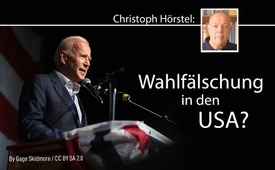 Christoph Hörstel:
Wahlfälschung
in den
USA?
By Gage Skidmore / CC BY SA 2.0